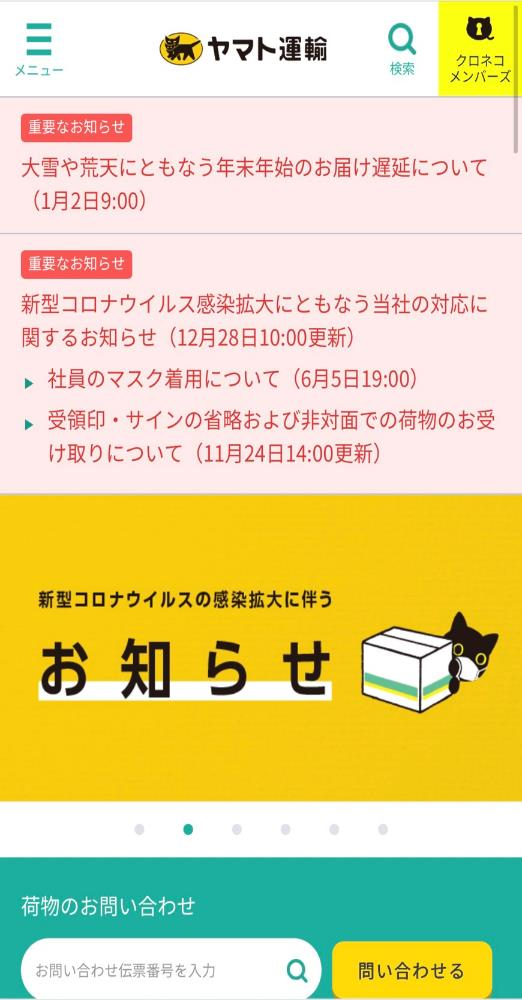 メニュー
ヤマト運輸
検索
クロネコ
メンバーズ
重要なお知らせ
大雪や荒天にともなう年末年始のお届け遅延について
（1月2日9:00）
重要なお知らせ
新型コロナウイルス感染拡大にともなう当社の対応に
関するお知らせ（12月28日10:00更新）
社員のマスク着用について（6月5日19:00）
受領印・サインの省略および非対面での荷物のお受
け取りについて（11月24日14:00更新）
新型コロナウイルスの感染拡大に伴う
お知らせ
荷物のお問い合わせ
お問い合わせ伝票番号を入力
問い合わせる